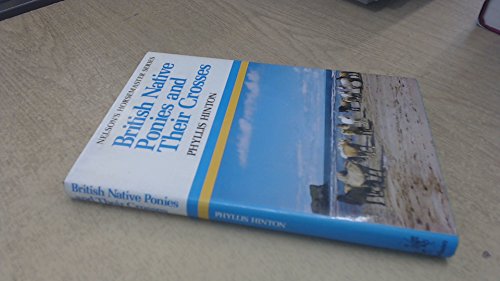 NELSON'S HORSEMASTER SERIES
British Native
Ponies and
Their Crosses
PHYLLIS HINTON
British Native Ponies
and Their Crosses
PHYLLIS HINTON